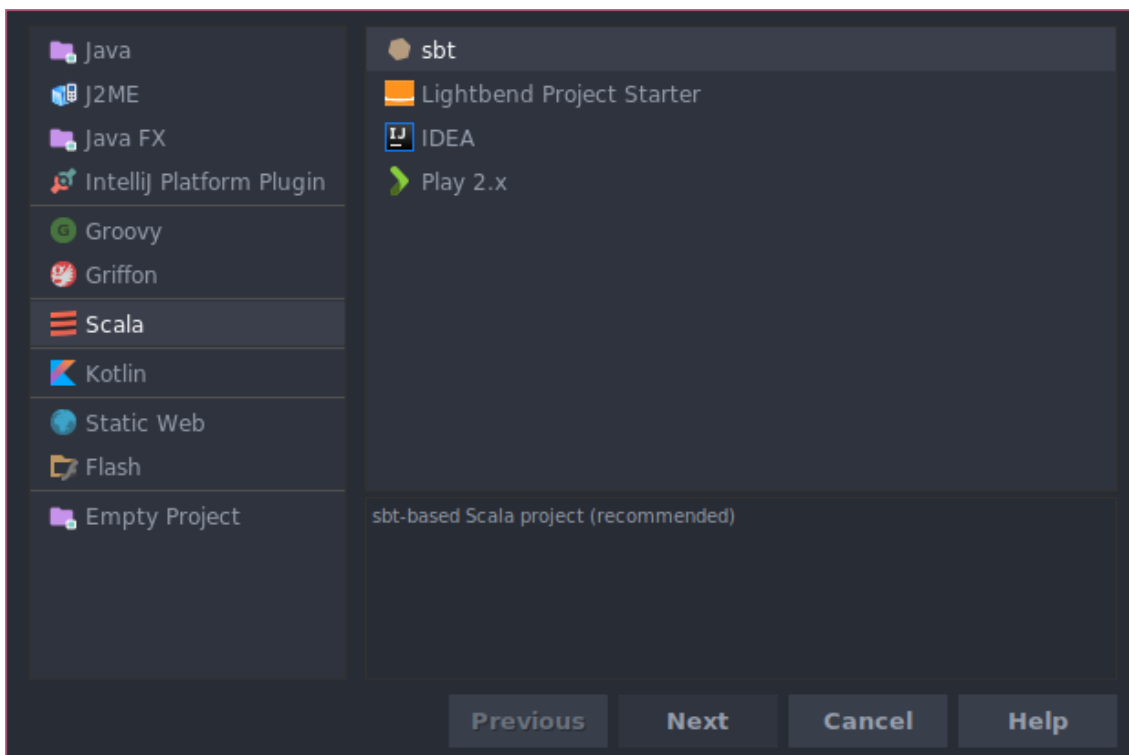 Java
J2ME
Java FX
IntelliJ Platform Plugin
Groovy
Griffon
Scala
Kotlin
Static Web
Flash
Empty Project
sbt
Lightbend Project Starter
IJ
IDEA
Play 2.x
sbt-based Scala project (recommended)
Previous
Next
Cancel
Help